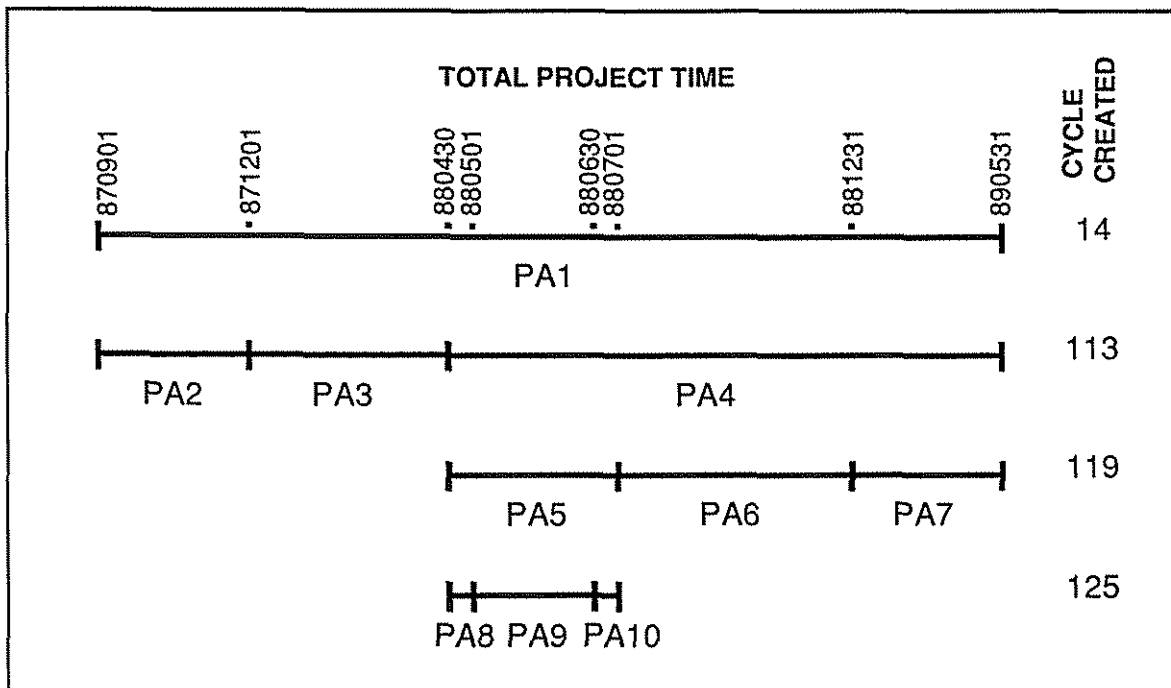 TOTAL PROJECT TIME
CYCLE
CREATED
870901 871201 880430 880501 880630 880701 881231 890531
14
PA1
113
PA2 PA3 PA4
119
PA5 PA6 PA7
125
PA8 PA9 PA10